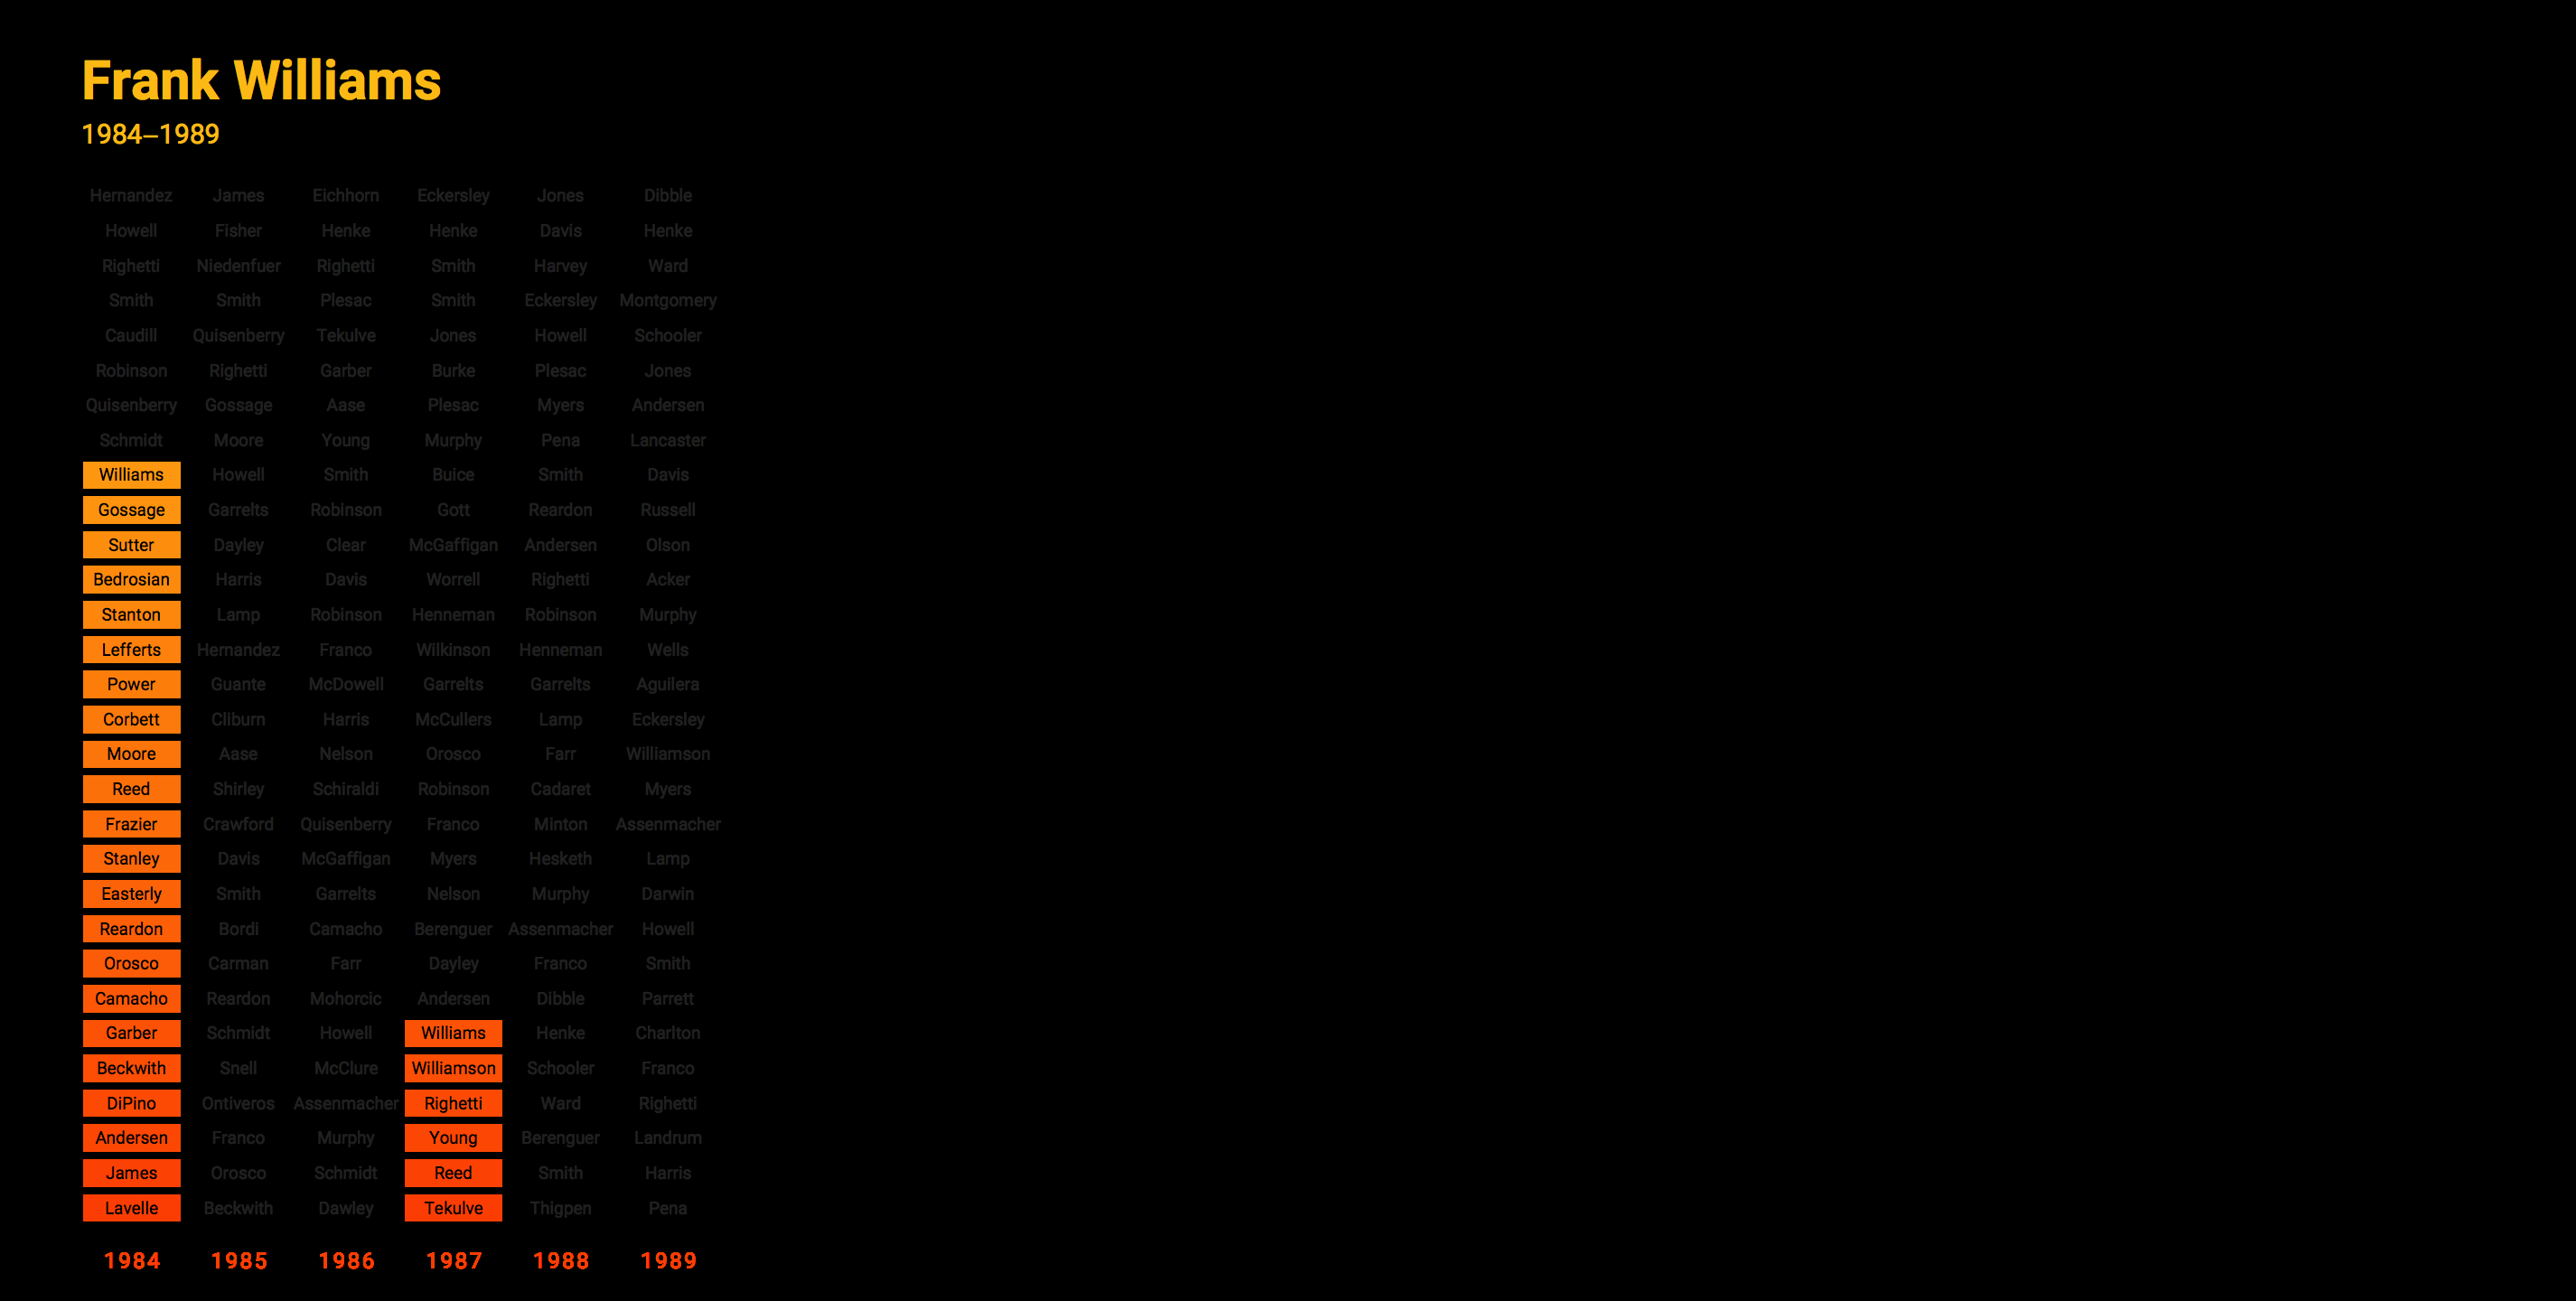 Frank Williams
1984–1989
Hernandez James Eichhorn Eckersley Jones Dibble
Howell Fisher Henke Henke Davis Henke
Righetti Niedenfuer Righetti Smith Harvey Ward
Smith Smith Plesac Smith Eckersley Montgomery
Caudill Quisenberry Tekulve Jones Howell Schooler
Robinson Righetti Garber Burke Plesac Jones
Quisenberry Gossage Aase Plesac Myers Andersen
Schmidt Moore Young Murphy Pena Lancaster
Williams Howell Smith Buice Smith Davis
Gossage Garrelts Robinson Gott Reardon Russell
Sutter Dayley Clear McGaffigan Andersen Olson
Bedrosian Harris Davis Worrell Righetti Acker
Stanton Lamp Robinson Henneman Robinson Murphy
Lefferts Hernandez Franco Wilkinson Henneman Wells
Power Guante McDowell Garrelts Garrelts Aguilera
Corbett Cliburn Harris McCullers Lamp Eckersley
Moore Aase Nelson Orosco Farr Williamson
Reed Shirley Schiraldi Robinson Cadaret Myers
Frazier Crawford Quisenberry Franco Minton Assenmacher
Stanley Davis McGaffigan Myers Hesketh Lamp
Easterly Smith Garrelts Nelson Murphy Darwin
Reardon Bordi Camacho Berenguer Assenmacher Howell
Orosco Carman Farr Dayley Franco Smith
Camacho Reardon Mohorcic Andersen Dibble Parrett
Garber Schmidt Howell Williams Henke Charlton
Beckwith Snell McClure Williamson Schooler Franco
DiPino Ontiveros Assenmacher Righetti Ward Righetti
Andersen Franco Murphy Young Berenguer Landrum
James Orosco Schmidt Reed Smith Harris
Lavelle Beckwith Dawley Tekulve Thigpen Pena
1984 1985 1986 1987 1988 1989